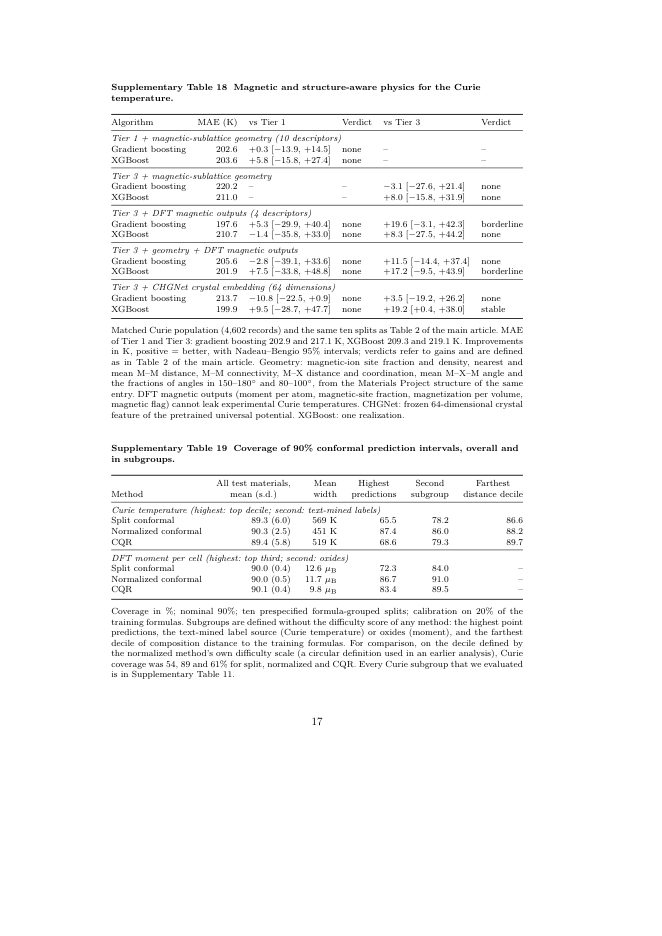 Supplementary Table 18 Magnetic and structure-aware physics for the Curie
temperature.
Algorithm MAE (K) vs Tier 1 Verdict vs Tier 3 Verdict
Tier 1 + magnetic-sublattice geometry (10 descriptors)
Gradient boosting 202.6 +0.3 [−13.9, +14.5] none – –
XGBoost 203.6 +5.8 [−15.8, +27.4] none – –
Tier 3 + magnetic-sublattice geometry
Gradient boosting 220.2 – – −3.1 [−27.6, +21.4] none
XGBoost 211.0 – – +8.0 [−15.8, +31.9] none
Tier 3 + DFT magnetic outputs (4 descriptors)
Gradient boosting 197.6 +5.3 [−29.9, +40.4] none +19.6 [−3.1, +42.3] borderline
XGBoost 210.7 −1.4 [−35.8, +33.0] none +8.3 [−27.5, +44.2] none
Tier 3 + geometry + DFT magnetic outputs
Gradient boosting 205.6 −2.8 [−39.1, +33.6] none +11.5 [−14.4, +37.4] none
XGBoost 201.9 +7.5 [−33.8, +48.8] none +17.2 [−9.5, +43.9] borderline
Tier 3 + CHGNet crystal embedding (64 dimensions)
Gradient boosting 213.7 −10.8 [−22.5, +0.9] none +3.5 [−19.2, +26.2] none
XGBoost 199.9 +9.5 [−28.7, +47.7] none +19.2 [+0.4, +38.0] stable
Matched Curie population (4,602 records) and the same ten splits as Table 2 of the main article. MAE
of Tier 1 and Tier 3: gradient boosting 202.9 and 217.1 K, XGBoost 209.3 and 219.1 K. Improvements
in K, positive = better, with Nadeau–Bengio 95% intervals; verdicts refer to gains and are defined
as in Table 2 of the main article. Geometry: magnetic-ion site fraction and density, nearest and
mean M–M distance, M–M connectivity, M–X distance and coordination, mean M–X–M angle and
the fractions of angles in 150–180° and 80–100°, from the Materials Project structure of the same
entry. DFT magnetic outputs (moment per atom, magnetic-site fraction, magnetization per volume,
magnetic flag) cannot leak experimental Curie temperatures. CHGNet: frozen 64-dimensional crystal
feature of the pretrained universal potential. XGBoost: one realization.
Supplementary Table 19 Coverage of 90% conformal prediction intervals, overall and
in subgroups.
All test materials, Mean Highest Second Farthest
Method mean (s.d.) width predictions subgroup distance decile
Curie temperature (highest: top decile; second: text-mined labels)
Split conformal 89.3 (6.0) 569 K 65.5 78.2 86.6
Normalized conformal 90.3 (2.5) 451 K 87.4 86.0 88.2
CQR 89.4 (5.8) 519 K 68.6 79.3 89.7
DFT moment per cell (highest: top third; second: oxides)
Split conformal 90.0 (0.4) 12.6 μB 72.3 84.0 –
Normalized conformal 90.0 (0.5) 11.7 μB 86.7 91.0 –
CQR 90.1 (0.4) 9.8 μB 83.4 89.5 –
Coverage in %; nominal 90%; ten prespecified formula-grouped splits; calibration on 20% of the
training formulas. Subgroups are defined without the difficulty score of any method: the highest point
predictions, the text-mined label source (Curie temperature) or oxides (moment), and the farthest
decile of composition distance to the training formulas. For comparison, on the decile defined by
the normalized method's own difficulty scale (a circular definition used in an earlier analysis), Curie
coverage was 54, 89 and 61% for split, normalized and CQR. Every Curie subgroup that we evaluated
is in Supplementary Table 11.
17